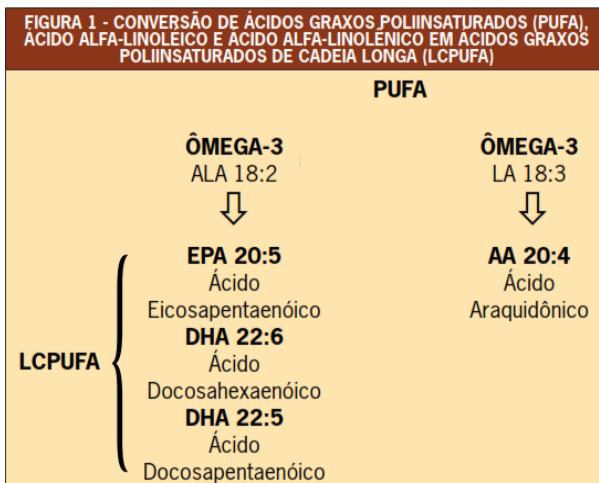 FIGURA 1 - CONVERSÃO DE ÁCIDOS GRAXOS POLIINSATURADOS (PUFA),
ÁCIDO ALFA-LINOLÉICO E ÁCIDO ALFA-LINOLÊNICO EM ÁCIDOS GRAXOS
POLIINSATURADOS DE CADEIA LONGA (LCPUFA)
PUFA
ÔMEGA-3
ALA 18:2
EPA 20:5
Ácido
Eicosapentaenóico
DHA 22:6
Ácido
Docosahexaenóico
DHA 22:5
Ácido
Docosapentaenóico
LCPUFA
ÔMEGA-3
LA 18:3
AA 20:4
Ácido
Araquidônico